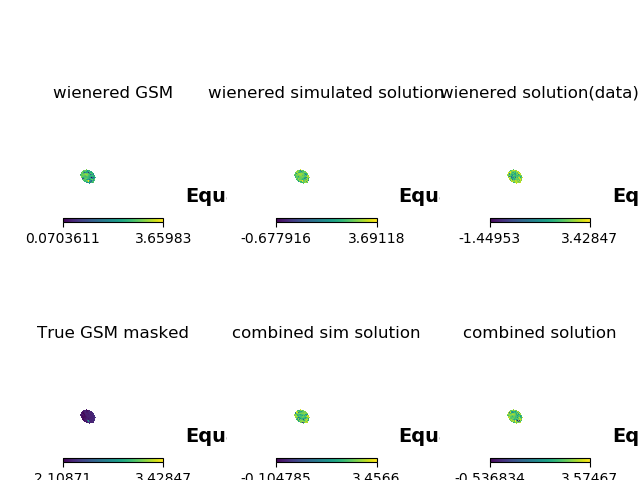 wienered GSM
wienered simulated solution
wienered solution(data)
Equ
Equ
Eq
0.0703611 3.65983
-0.677916 3.69118
-1.44953 3.42847
True GSM masked
combined sim solution
combined solution
Equ
Equ
Eq
2.10871 3.42847
-0.104785 3.4566
-0.536834 3.57467